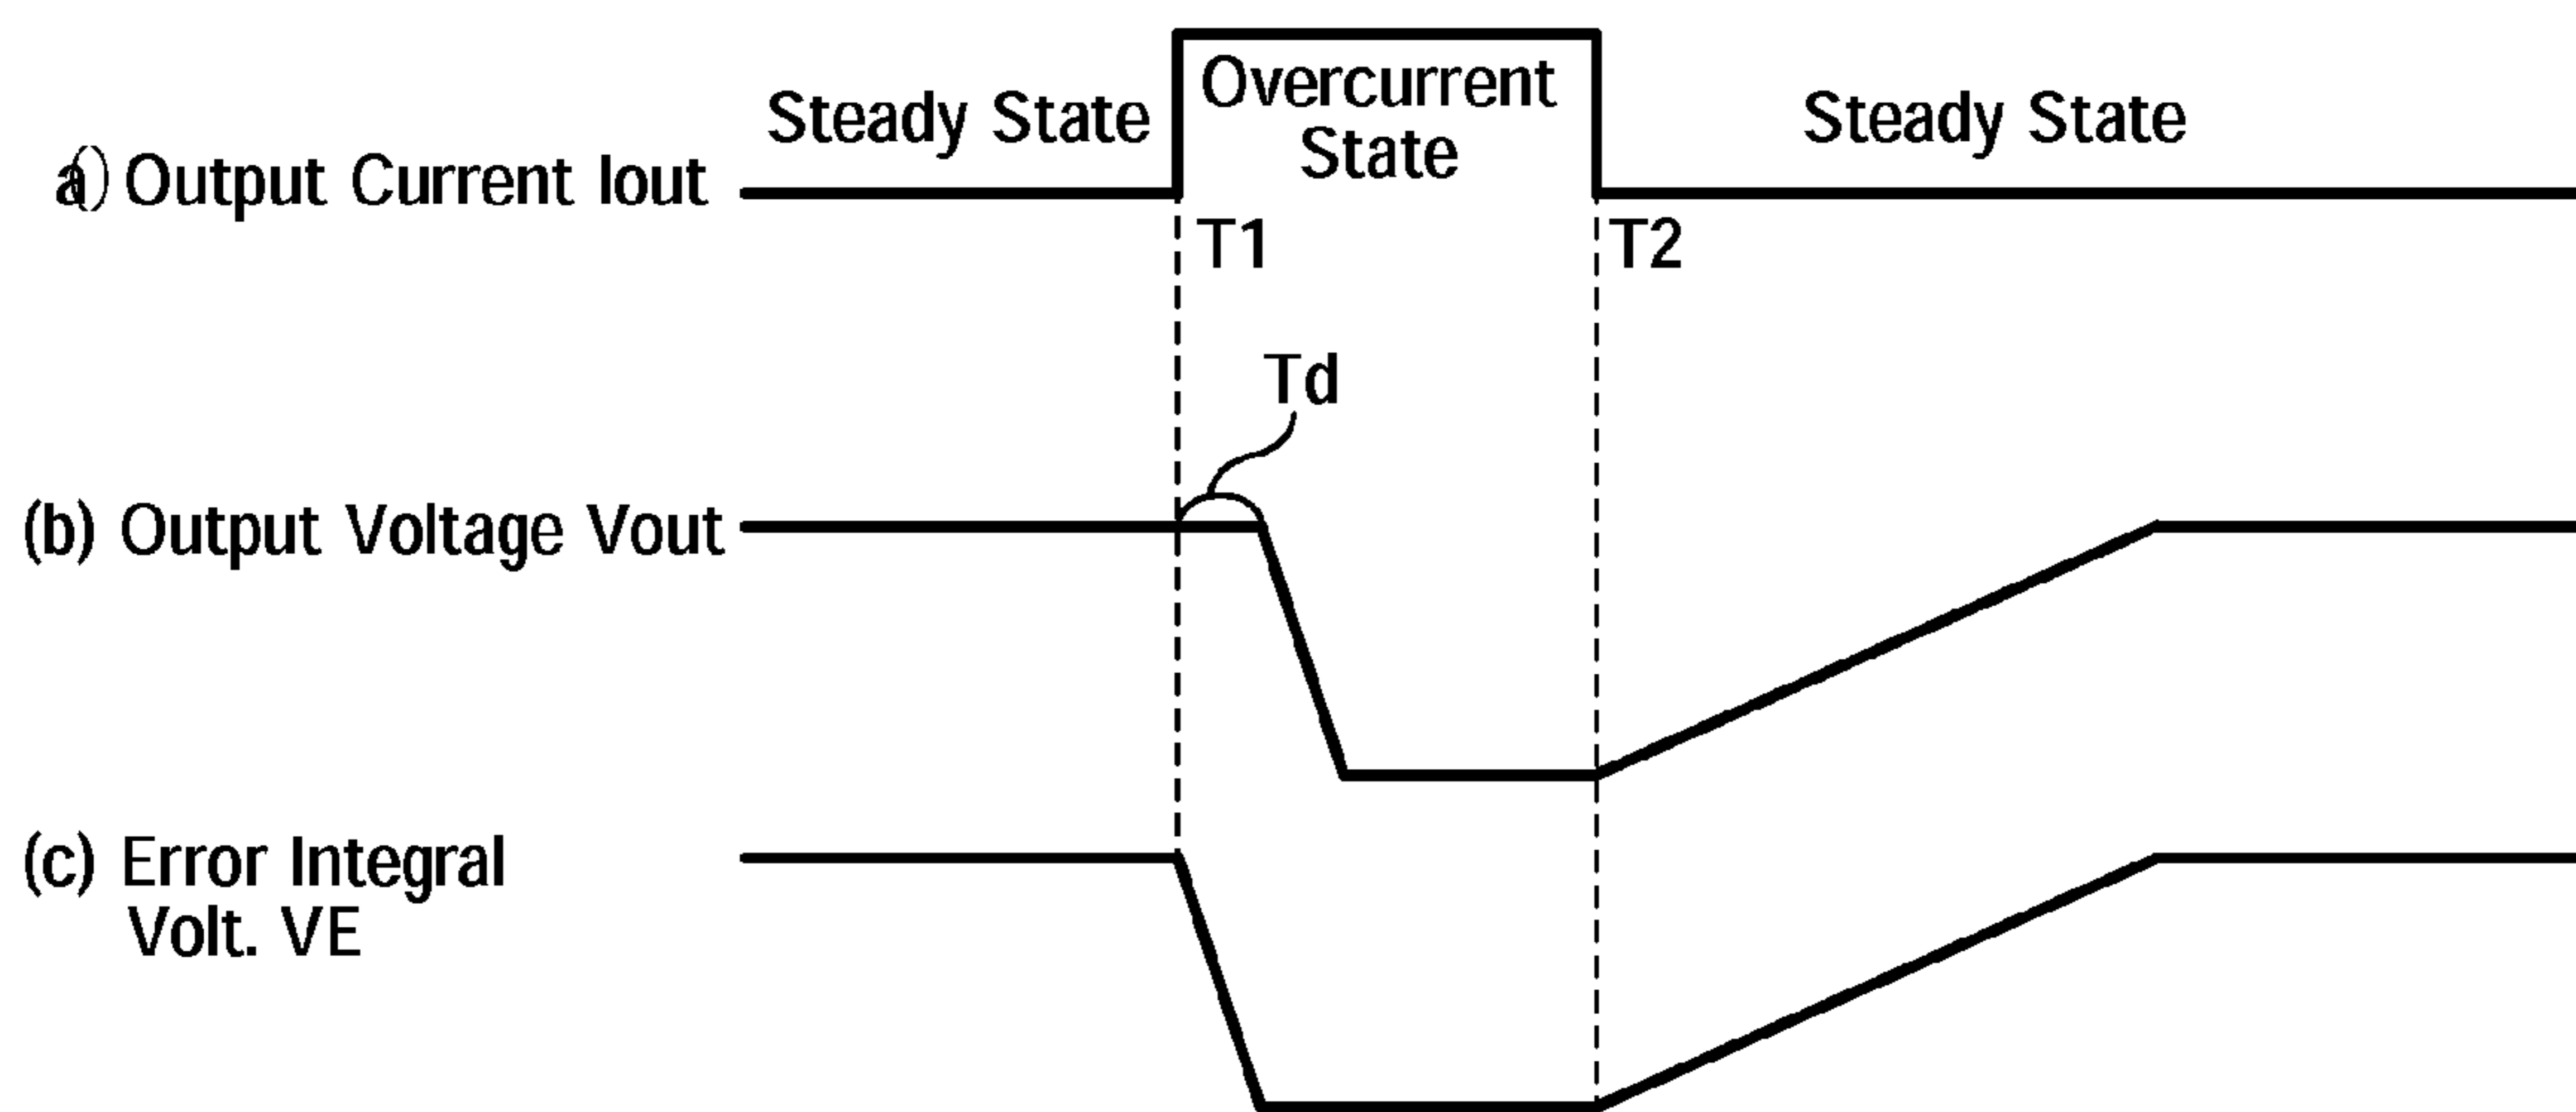 Overcurrent
State
Steady State
Steady State
a) Output Current Iout
T1
T2
Td
(b) Output Voltage Vout
(c) Error Integral
Volt. VE